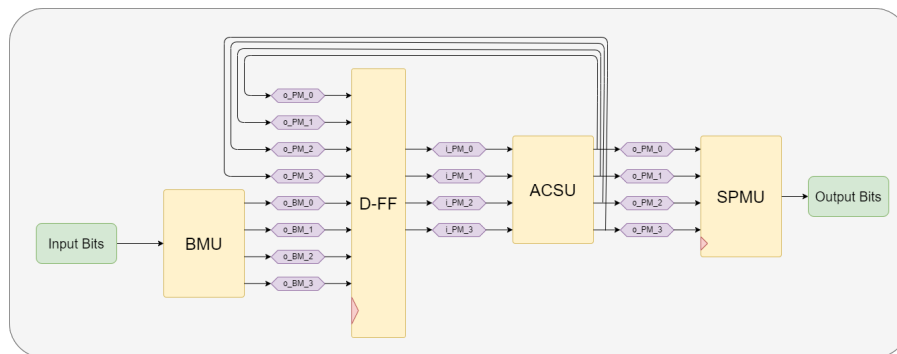 Input Bits
BMU
o_PM_0
o_PM_1
o_PM_2
o_PM_3
o_BM_0
o_BM_1
o_BM_2
o_BM_3
D-FF
i_PM_0
i_PM_1
i_PM_2
i_PM_3
ACSU
o_PM_0
o_PM_1
o_PM_2
o_PM_3
SPMU
Output Bits